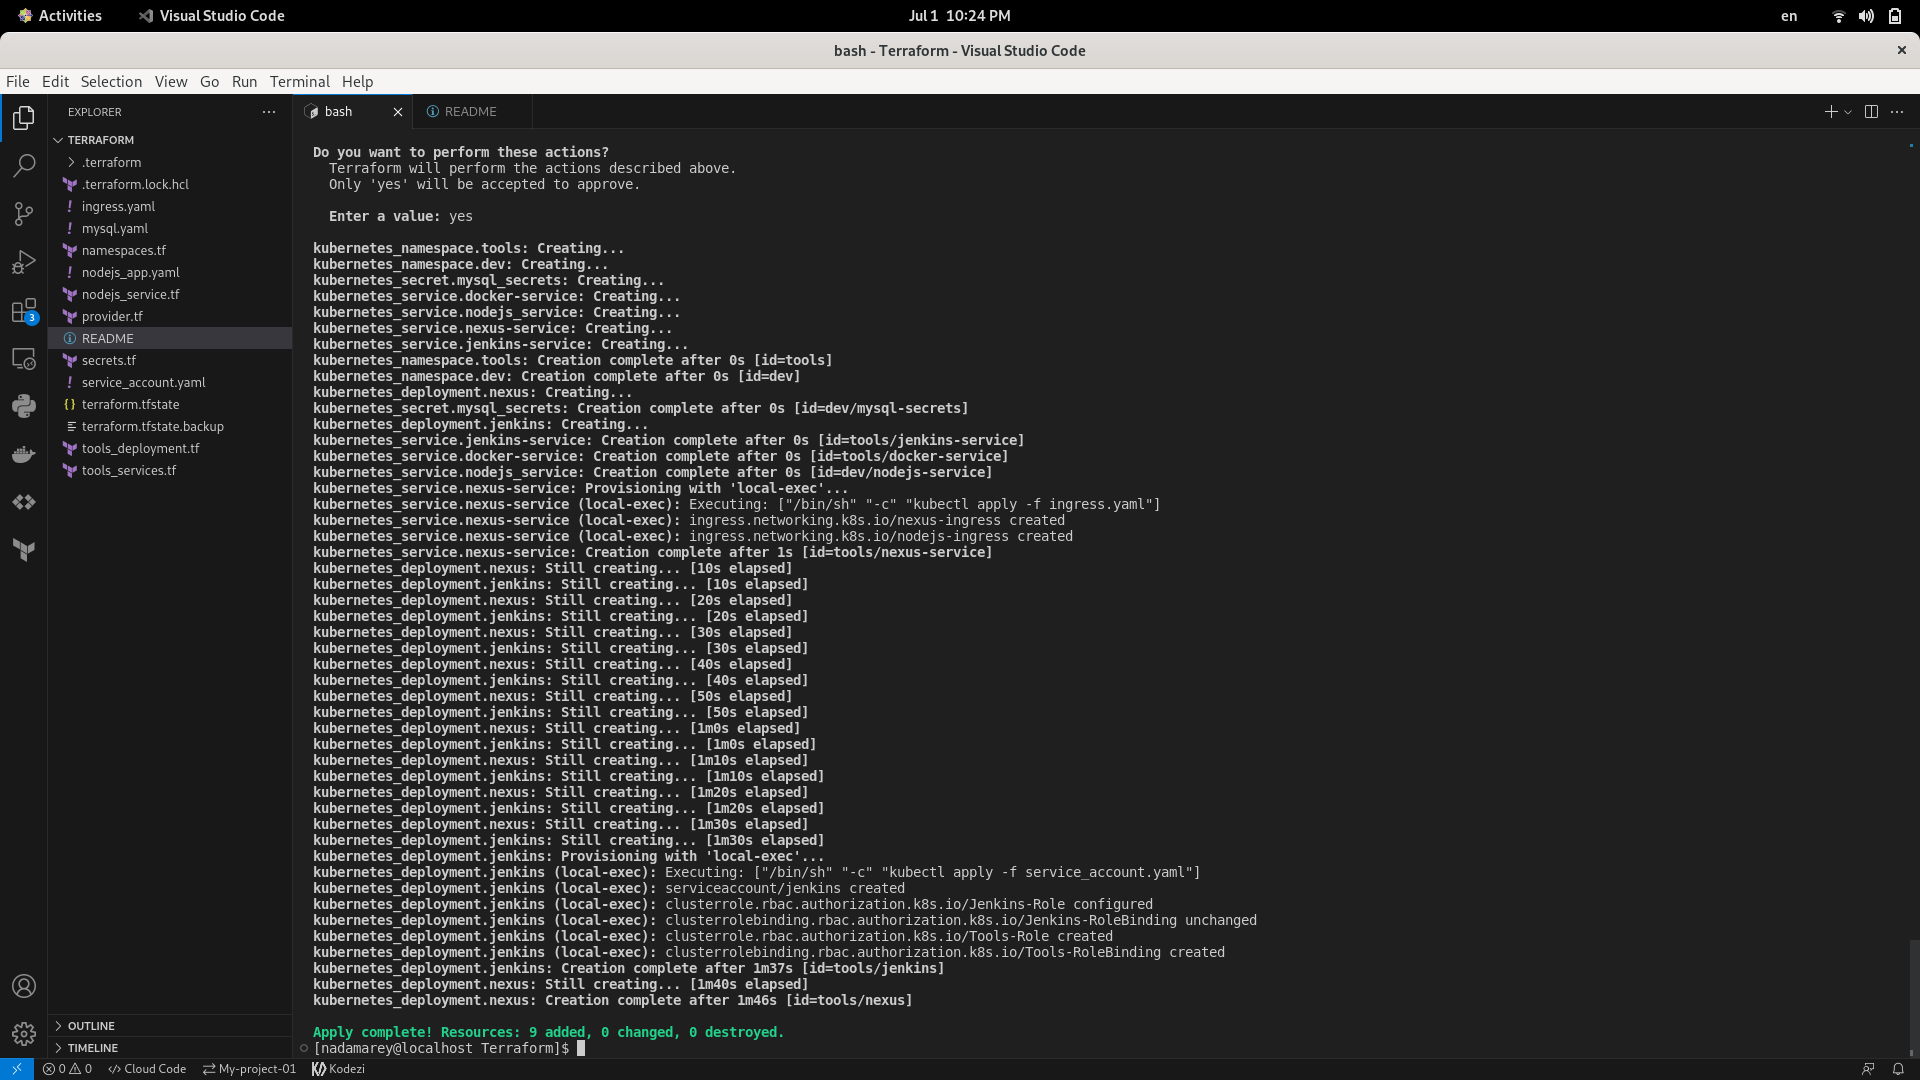 Activities
Visual Studio Code
Jul 1 10:24 PM
en
bash - Terraform - Visual Studio Code
File Edit Selection View Go Run Terminal Help
EXPLORER
bash
README
TERRAFORM
.terraform
.terraform.lock.hcl
ingress.yaml
mysql.yaml
namespaces.tf
nodejs_app.yaml
nodejs_service.tf
provider.tf
README
secrets.tf
service_account.yaml
terraform.tfstate
terraform.tfstate.backup
tools_deployment.tf
tools_services.tf
3
OUTLINE
TIMELINE
Do you want to perform these actions?
Terraform will perform the actions described above.
Only 'yes' will be accepted to approve.
Enter a value: yes
kubernetes_namespace.tools: Creating...
kubernetes_namespace.dev: Creating...
kubernetes_secret.mysql_secrets: Creating...
kubernetes_service.docker-service: Creating...
kubernetes_service.nodejs_service: Creating...
kubernetes_service.nexus-service: Creating...
kubernetes_service.jenkins-service: Creating...
kubernetes_namespace.tools: Creation complete after 0s [id=tools]
kubernetes_namespace.dev: Creation complete after 0s [id=dev]
kubernetes_deployment.nexus: Creating...
kubernetes_secret.mysql_secrets: Creation complete after 0s [id=dev/mysql-secrets]
kubernetes_deployment.jenkins: Creating...
kubernetes_service.jenkins-service: Creation complete after 0s [id=tools/jenkins-service]
kubernetes_service.docker-service: Creation complete after 0s [id=tools/docker-service]
kubernetes_service.nodejs_service: Creation complete after 0s [id=dev/nodejs-service]
kubernetes_service.nexus-service: Provisioning with 'local-exec'...
kubernetes_service.nexus-service (local-exec): Executing: ["/bin/sh" "-c" "kubectl apply -f ingress.yaml"]
kubernetes_service.nexus-service (local-exec): ingress.networking.k8s.io/nexus-ingress created
kubernetes_service.nexus-service (local-exec): ingress.networking.k8s.io/nodejs-ingress created
kubernetes_service.nexus-service: Creation complete after 1s [id=tools/nexus-service]
kubernetes_deployment.nexus: Still creating... [10s elapsed]
kubernetes_deployment.jenkins: Still creating... [10s elapsed]
kubernetes_deployment.nexus: Still creating... [20s elapsed]
kubernetes_deployment.jenkins: Still creating... [20s elapsed]
kubernetes_deployment.nexus: Still creating... [30s elapsed]
kubernetes_deployment.jenkins: Still creating... [30s elapsed]
kubernetes_deployment.nexus: Still creating... [40s elapsed]
kubernetes_deployment.jenkins: Still creating... [40s elapsed]
kubernetes_deployment.nexus: Still creating... [50s elapsed]
kubernetes_deployment.jenkins: Still creating... [50s elapsed]
kubernetes_deployment.nexus: Still creating... [1m0s elapsed]
kubernetes_deployment.jenkins: Still creating... [1m0s elapsed]
kubernetes_deployment.nexus: Still creating... [1m10s elapsed]
kubernetes_deployment.jenkins: Still creating... [1m10s elapsed]
kubernetes_deployment.nexus: Still creating... [1m20s elapsed]
kubernetes_deployment.jenkins: Still creating... [1m20s elapsed]
kubernetes_deployment.nexus: Still creating... [1m30s elapsed]
kubernetes_deployment.jenkins: Still creating... [1m30s elapsed]
kubernetes_deployment.jenkins: Provisioning with 'local-exec'...
kubernetes_deployment.jenkins (local-exec): Executing: ["/bin/sh" "-c" "kubectl apply -f service_account.yaml"]
kubernetes_deployment.jenkins (local-exec): serviceaccount/jenkins created
kubernetes_deployment.jenkins (local-exec): clusterrole.rbac.authorization.k8s.io/Jenkins-Role configured
kubernetes_deployment.jenkins (local-exec): clusterrolebinding.rbac.authorization.k8s.io/Jenkins-RoleBinding unchanged
kubernetes_deployment.jenkins (local-exec): clusterrole.rbac.authorization.k8s.io/Tools-Role created
kubernetes_deployment.jenkins (local-exec): clusterrolebinding.rbac.authorization.k8s.io/Tools-RoleBinding created
kubernetes_deployment.jenkins: Creation complete after 1m37s [id=tools/jenkins]
kubernetes_deployment.nexus: Still creating... [1m40s elapsed]
kubernetes_deployment.nexus: Creation complete after 1m46s [id=tools/nexus]
Apply complete! Resources: 9 added, 0 changed, 0 destroyed.
[nadamarey@localhost Terraform]$
0 0 Cloud Code My-project-01 Kodezi